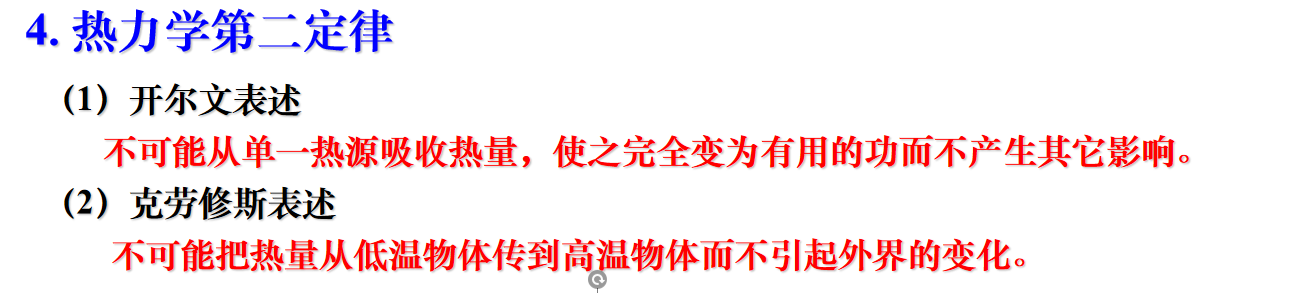 4. 热力学第二定律
（1）开尔文表述
不可能从单一热源吸收热量，使之完全变为有用的功而不产生其它影响。
（2）克劳修斯表述
不可能把热量从低温物体传到高温物体而不引起外界的变化。